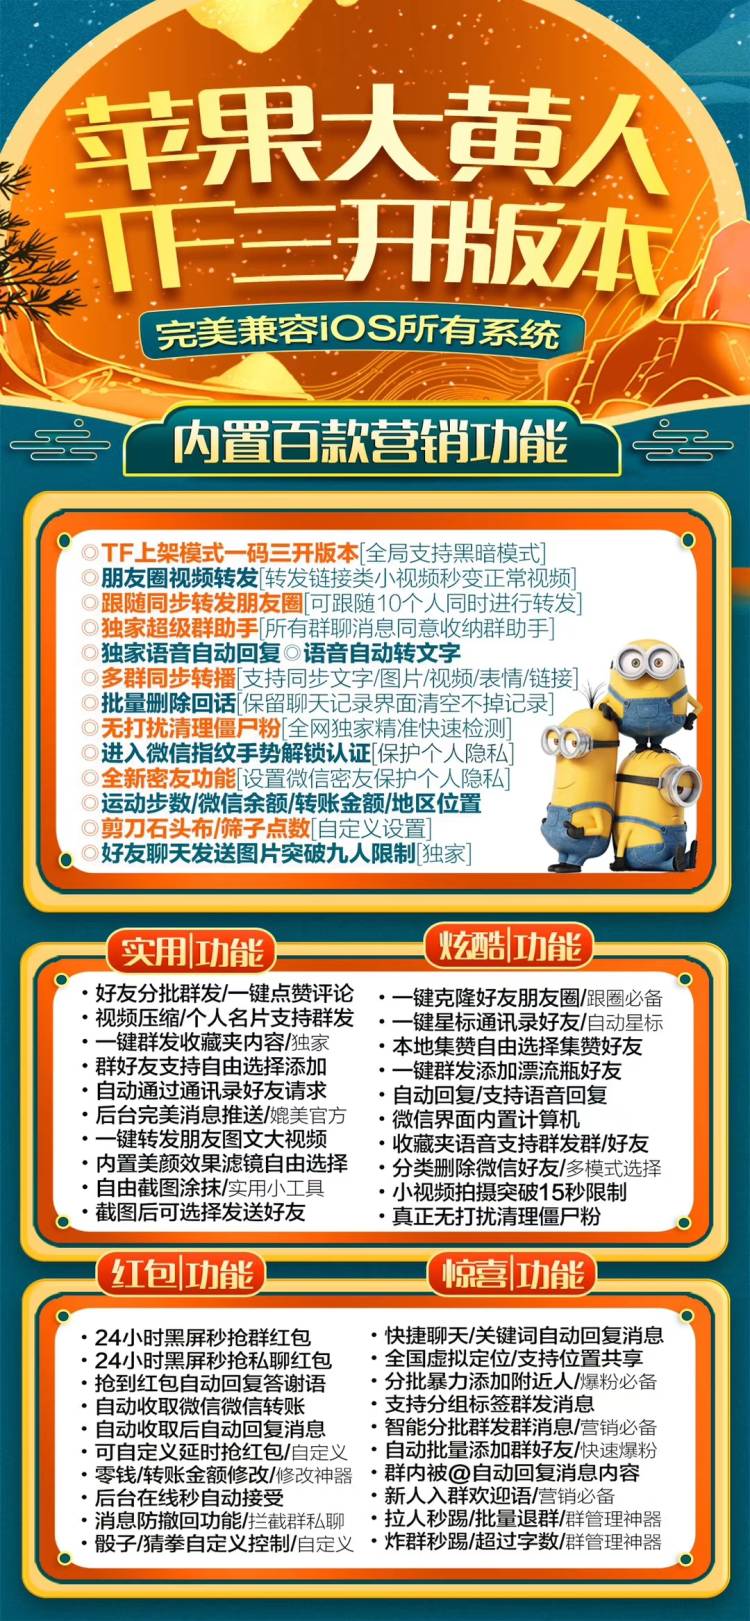 苹果大黄人
TF三开版本
完美兼容iOS所有系统
内置百款营销功能
◎TF上架模式一码三开版本[全局支持黑暗模式]
◎朋友圈视频转发[转发链接类小视频秒变正常视频]
◎跟随同步转发朋友圈[可跟随10个人同时进行转发]
◎独家超级群助手[所有群聊消息同意收纳群助手]
◎独家语音自动回复◎语音自动转文字
◎多群同步转播[支持同步文字/图片/视频/表情/链接]
◎批量删除回话[保留聊天记录界面清空不掉记录]
◎无打扰清理僵尸粉[全网独家精准快速检测]
◎进入微信指纹手势解锁认证[保护个人隐私]
◎全新密友功能[设置微信密友保护个人隐私]
◎运动步数/微信余额/转账金额/地区位置
◎剪刀石头布/筛子点数[自定义设置]
◎好友聊天发送图片突破九人限制[独家]
实用|功能
·好友分批群发/一键点赞评论
·视频压缩/个人名片支持群发
·一键群发收藏夹内容/独家
·群好友支持自由选择添加
·自动通过通讯录好友请求
·后台完美消息推送/媲美官方
·一键转发朋友图文大视频
·内置美颜效果滤镜自由选择
·自由截图涂抹/实用小工具
·截图后可选择发送好友
炫酷|功能
·一键克隆好友朋友圈/跟圈必备
·一键星标通讯录好友/自动星标
·本地集赞自由选择集赞好友
·一键群发添加漂流瓶好友
·自动回复/支持语音回复
·微信界面内置计算机
·收藏夹语音支持群发群/好友
·分类删除微信好友/多模式选择
·小视频拍摄突破15秒限制
·真正无打扰清理僵尸粉
红包|功能
·24小时黑屏秒抢群红包
·24小时黑屏秒抢私聊红包
·抢到红包自动回复答谢语
·自动收取微信微信转账
·自动收取后自动回复消息
·可自定义延时抢红包/自定义
·零钱/转账金额修改/修改神器
·后台在线秒自动接受
·消息防撤回功能/拦截群私聊
·骰子/猜拳自定义控制/自定义
惊喜|功能
·快捷聊天/关键词自动回复消息
·全国虚拟定位/支持位置共享
·分批暴力添加附近人/爆粉必备
·支持分组标签群发消息
·智能分批群发群消息/营销必备
·自动批量添加群好友/快速爆粉
·群内被@自动回复消息内容
·新人入群欢迎语/营销必备
·拉人秒踢/批量退群/群管理神器
·炸群秒踢/超过字数/群管理神器